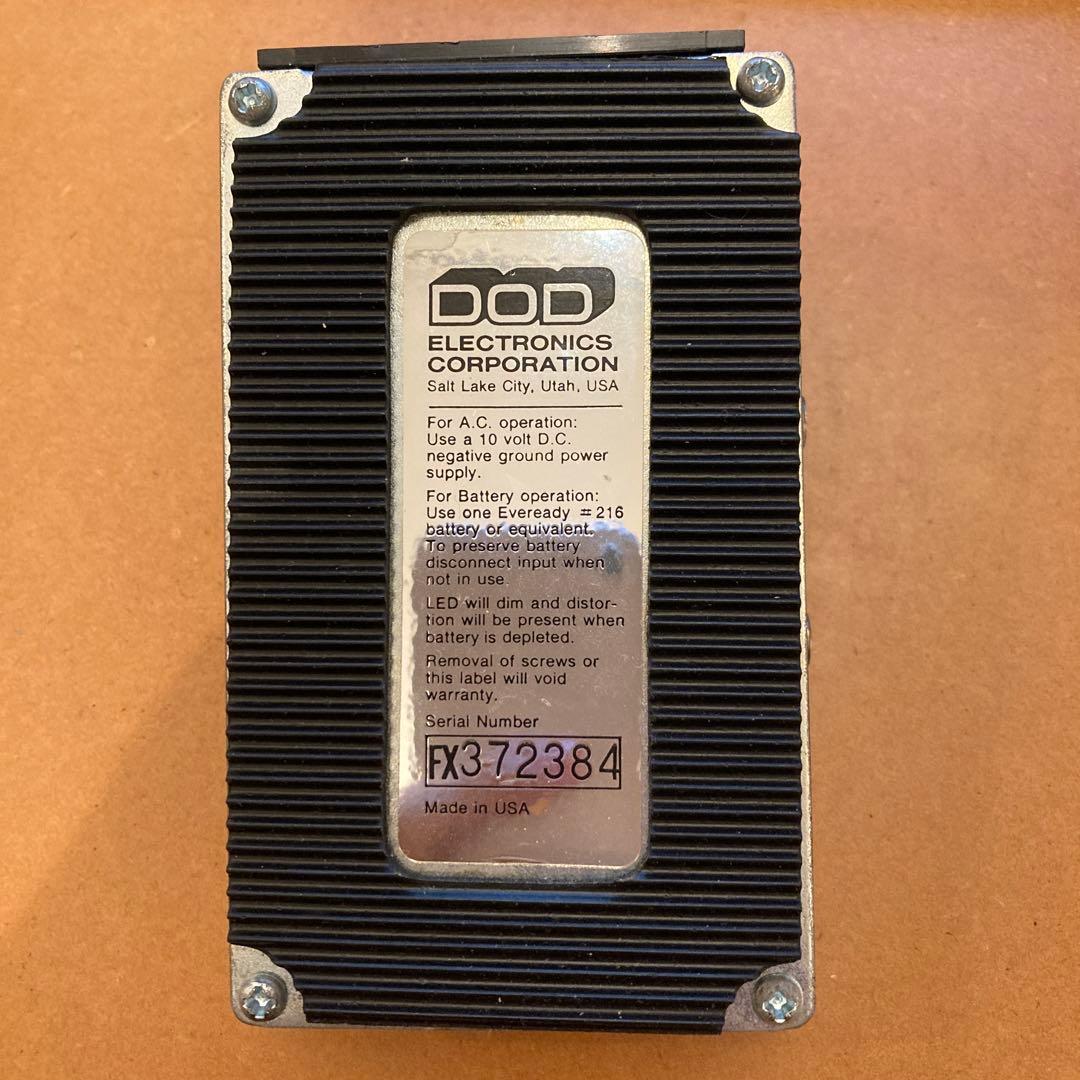 DOD
ELECTRONICS
CORPORATION
Salt Lake City, Utah, USA
For A.C. operation:
Use a 10 volt D.C.
negative ground power
supply.
For Battery operation:
Use one Eveready #216
battery or equivalent.
To preserve battery
disconnect input when
not in use.
LED will dim and distor-
tion will be present when
battery is depleted.
Removal of screws or
this label will void
warranty.
Serial Number
FX372384
Made in USA